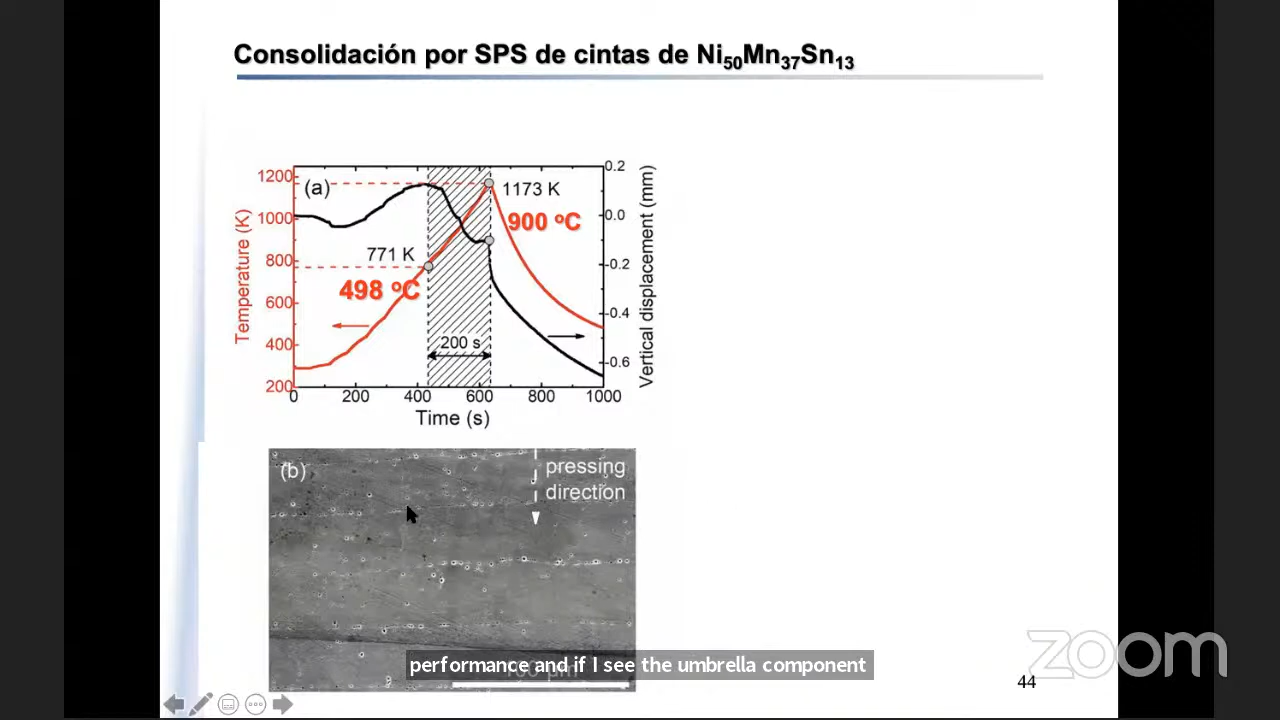 Consolidación por SPS de cintas de Ni50Mn37Sn13
(a)
1200
1000
800
600
400
200
Temperature (K)
0.2
0.0
-0.2
-0.4
-0.6
Vertical displacement (mm)
1173 K
900 ºC
771 K
498 ºC
200 s
0 200 400 600 800 1000
Time (s)
(b)
pressing
direction
performance and if I see the umbrella component
zoom
44